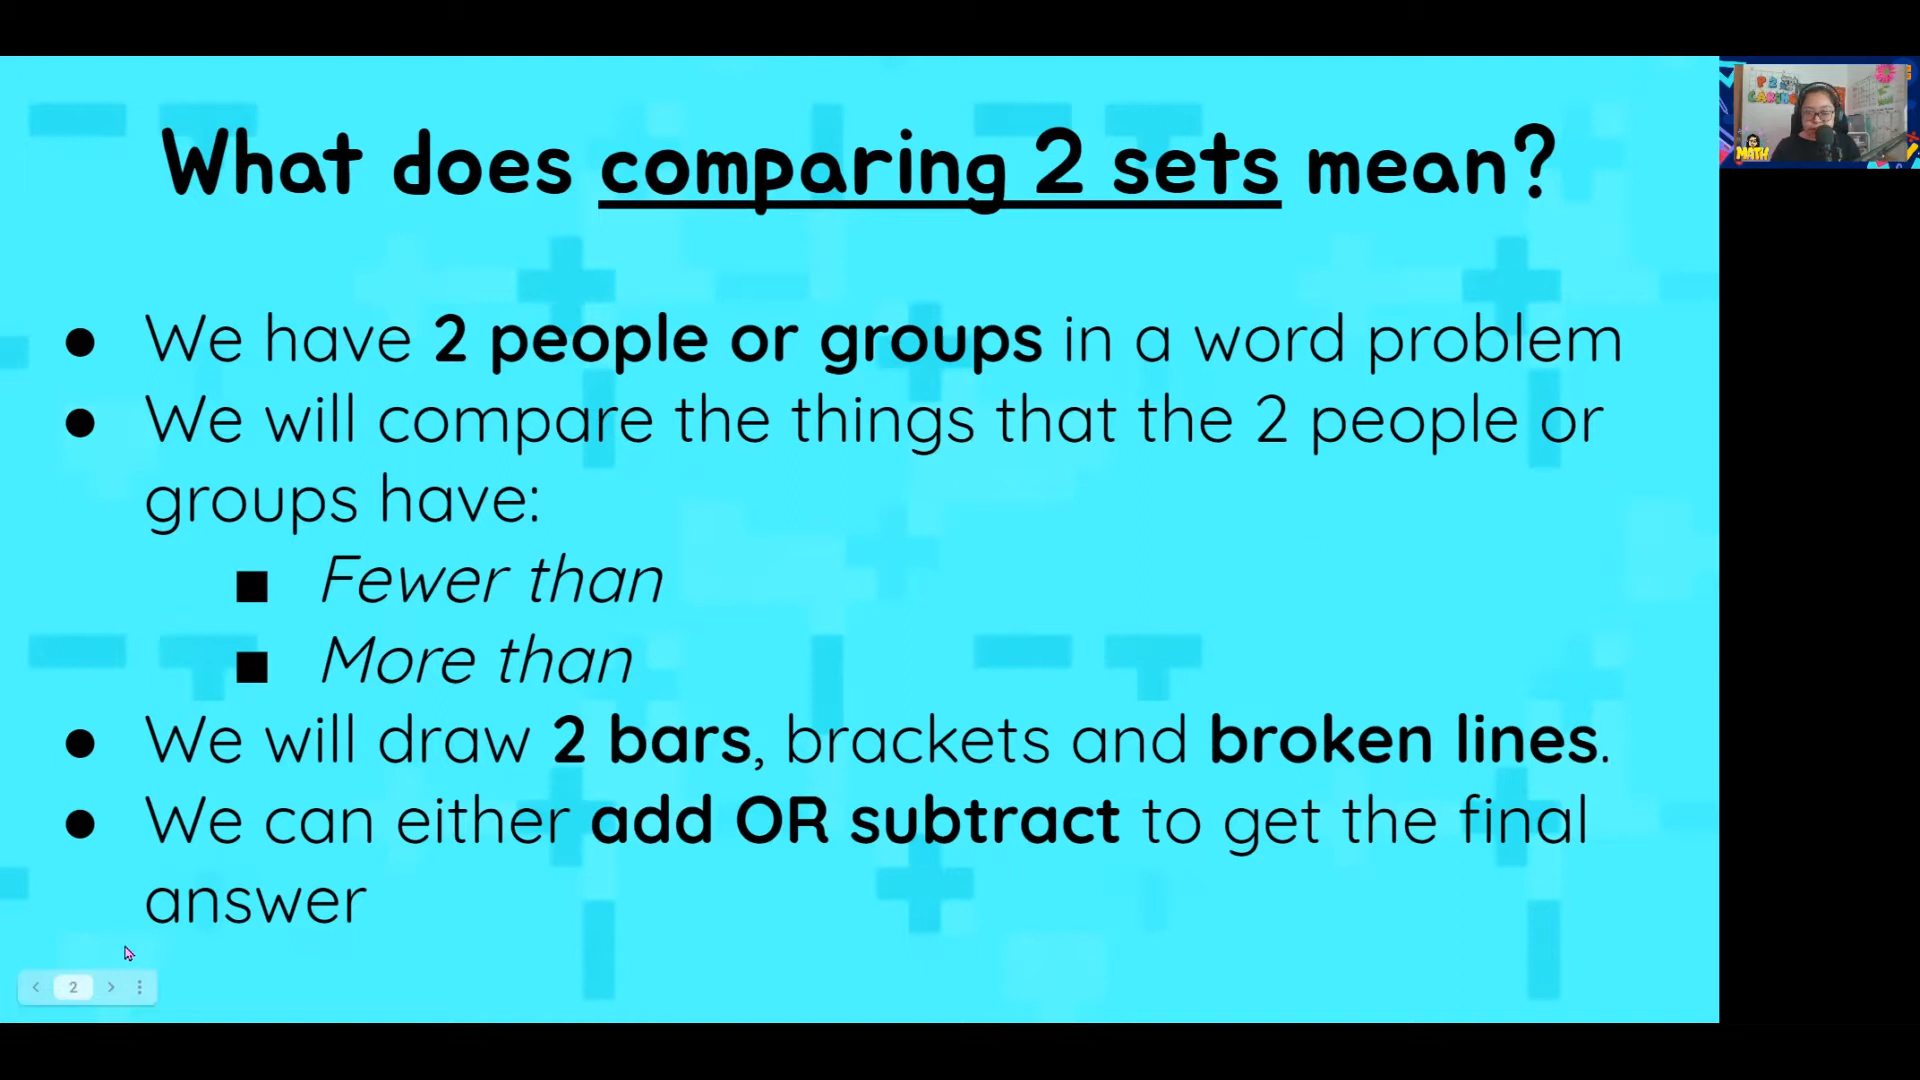 What does comparing 2 sets mean?
● We have 2 people or groups in a word problem
● We will compare the things that the 2 people or
groups have:
■ Fewer than
■ More than
● We will draw 2 bars, brackets and broken lines.
● We can either add OR subtract to get the final
answer
2
MATH